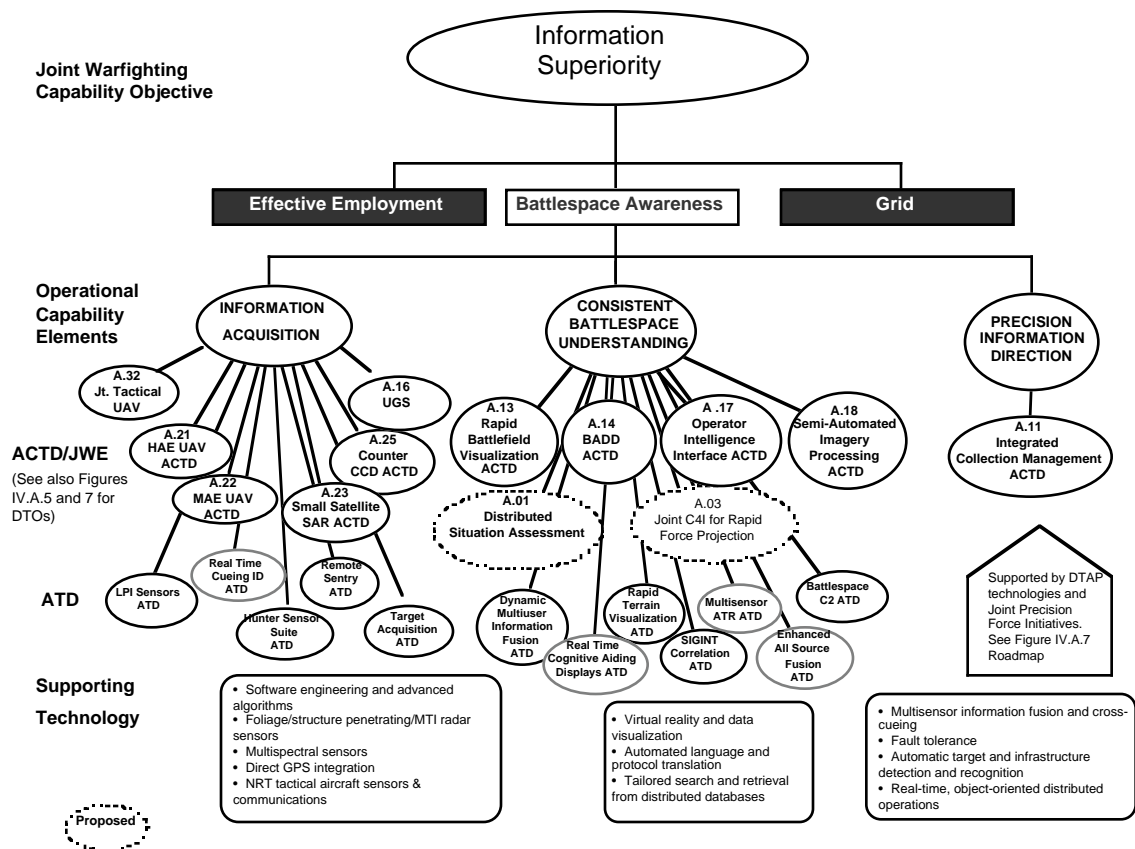 Information
Superiority
Joint Warfighting
Capability Objective
Effective Employment
Battlespace Awareness
Grid
Operational
Capability
Elements
INFORMATION
ACQUISITION
CONSISTENT
BATTLESPACE
UNDERSTANDING
PRECISION
INFORMATION
DIRECTION
ACTD/JWE
(See also Figures
IV.A.5 and 7 for
DTOs)
A.32
Jt. Tactical
UAV
A.16
UGS
A.21
HAE UAV
ACTD
A.25
Counter
CCD ACTD
A.22
MAE UAV
ACTD
A.23
Small Satellite
SAR ACTD
A.13
Rapid
Battlefield
Visualization
ACTD
A.14
BADD
ACTD
A .17
Operator
Intelligence
Interface ACTD
A.18
Semi-Automated
Imagery
Processing
ACTD
A.11
Integrated
Collection Management
ACTD
A.01
Distributed
Situation Assessment
A.03
Joint C4I for Rapid
Force Projection
ATD
LPI Sensors
ATD
Real Time
Cueing ID
ATD
Hunter Sensor
Suite
ATD
Remote
Sentry
ATD
Target
Acquisition
ATD
Dynamic
Multiuser
Information
Fusion
ATD
Real Time
Cognitive Aiding
Displays ATD
Rapid
Terrain
Visualization
ATD
SIGINT
Correlation
ATD
Multisensor
ATR ATD
Enhanced
All Source
Fusion
ATD
Battlespace
C2 ATD
Supported by DTAP
technologies and
Joint Precision
Force Initiatives.
See Figure IV.A.7
Roadmap
Supporting
Technology
• Software engineering and advanced
algorithms
• Foliage/structure penetrating/MTI radar
sensors
• Multispectral sensors
• Direct GPS integration
• NRT tactical aircraft sensors &
communications
• Virtual reality and data
visualization
• Automated language and
protocol translation
• Tailored search and retrieval
from distributed databases
• Multisensor information fusion and cross-
cueing
• Fault tolerance
• Automatic target and infrastructure
detection and recognition
• Real-time, object-oriented distributed
operations
Proposed